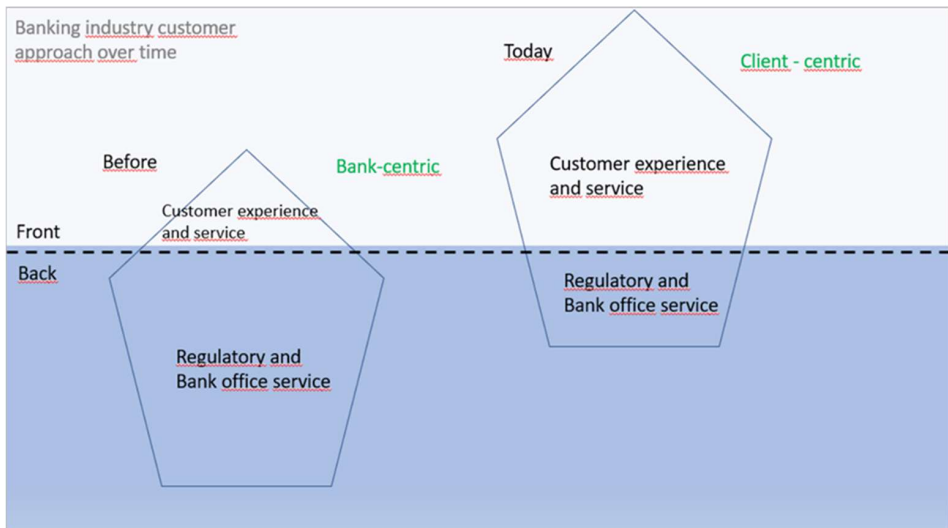 Banking industry customer
approach over time
Before
Bank-centric
Customer experience
and service
Front
Back
Regulatory and
Bank office service
Today
Client - centric
Customer experience
and service
Regulatory and
Bank office service